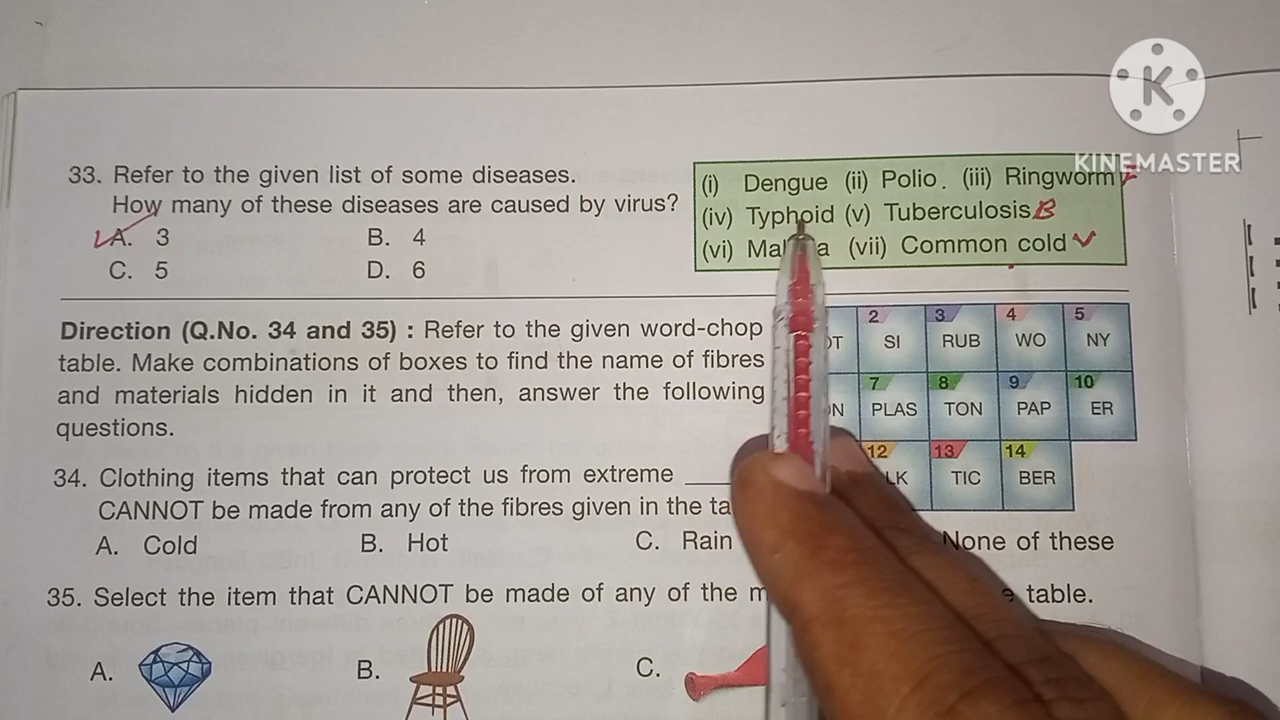 KINEMASTER
33. Refer to the given list of some diseases.
How many of these diseases are caused by virus?
A. 3
B. 4
C. 5
D. 6
(i) Dengue (ii) Polio. (iii) Ringworm F
(iv) Typhoid (v) Tuberculosis B
(vi) (vii) Common cold V
Direction (Q.No. 34 and 35) : Refer to the given word-chop
table. Make combinations of boxes to find the name of fibres
and materials hidden in it and then, answer the following
questions.
2 3 4 5
SI RUB WO NY
7 8 9 10
PLAS TON PAP ER
12 13 14
LK TIC BER
34. Clothing items that can protect us from extreme ____
CANNOT be made from any of the fibres given in the
A. Cold
B. Hot
C. Rain
None of these
35. Select the item that CANNOT be made of any of the
table.
A.
B.
C.